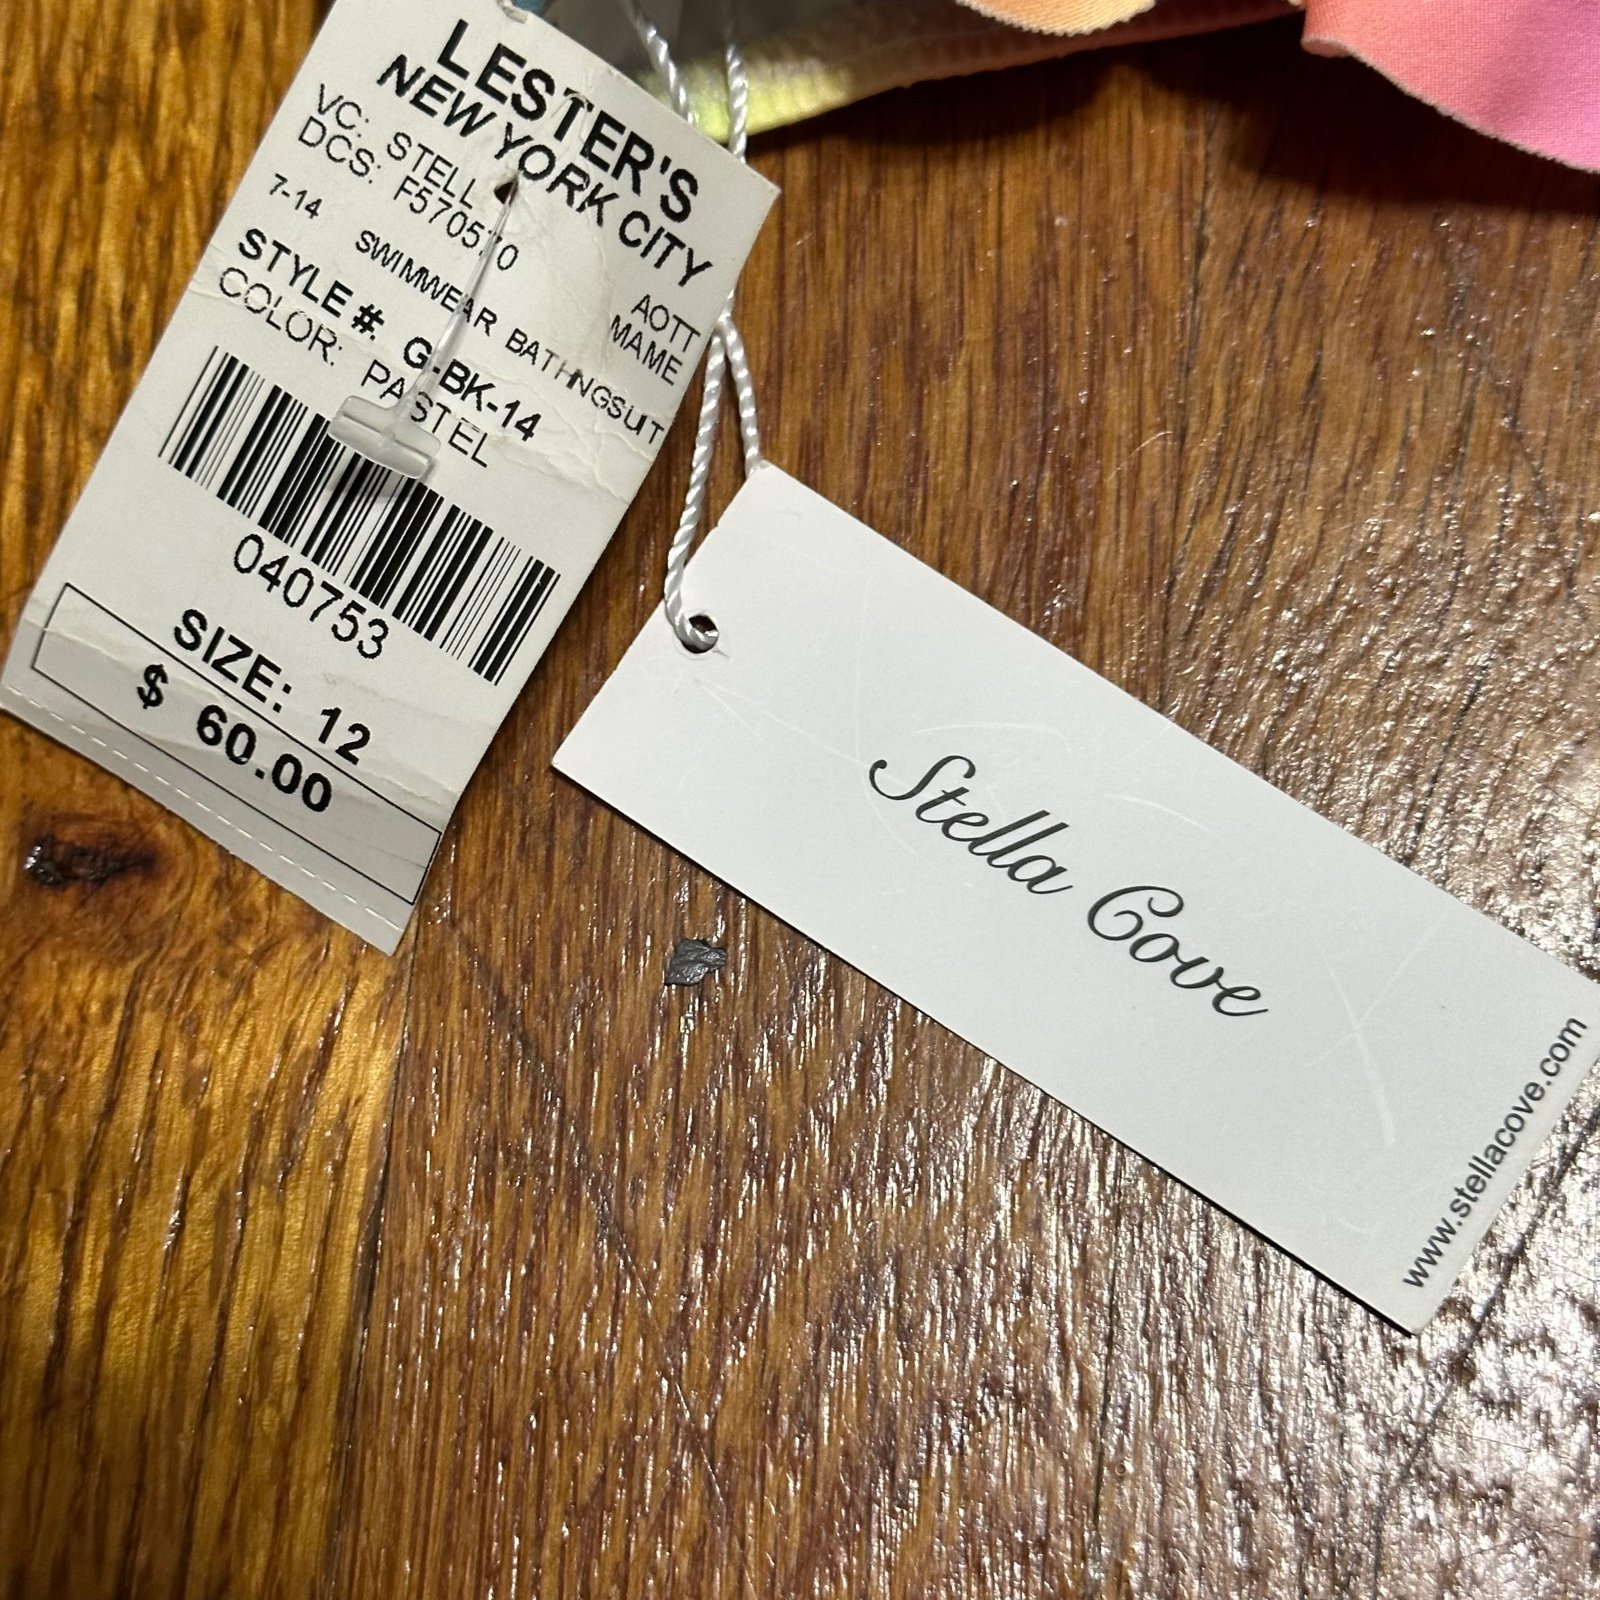 LESTER'S
NEW YORK CITY
VC: STELL
DCS: F570570
AOTT
7-14 SWIMWEAR BATHNGSUIT
MAME
STYLE #: G-BK-14
COLOR: PASTEL
040753
SIZE: 12
$ 60.00
Stella Cove
www.stellacove.com